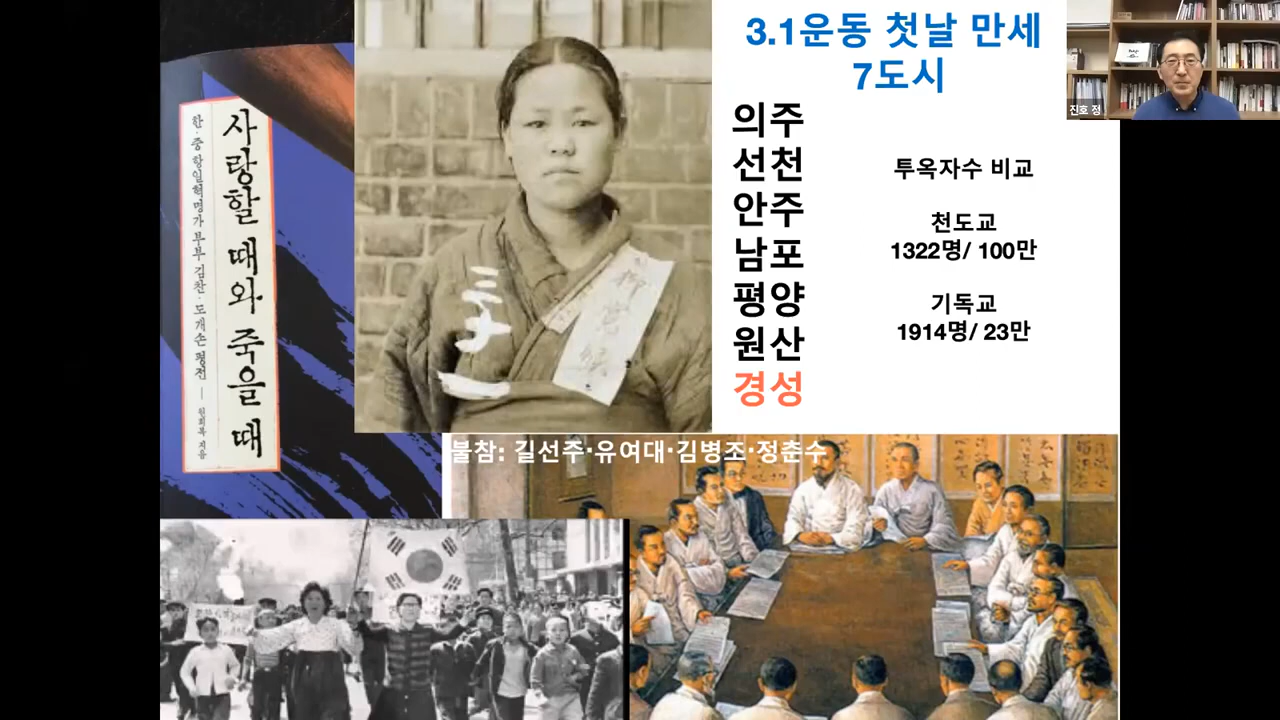 사랑할 때와 죽을 때
한·중 항일혁명가 부부 김찬·도개손 평전 – 원희복 지음
3.1운동 첫날 만세
7도시
의주
선천
안주
남포
평양
원산
경성
투옥자수 비교
천도교
1322명/ 100만
기독교
1914명/ 23만
진호 정
불참: 길선주·유여대·김병조·정춘수